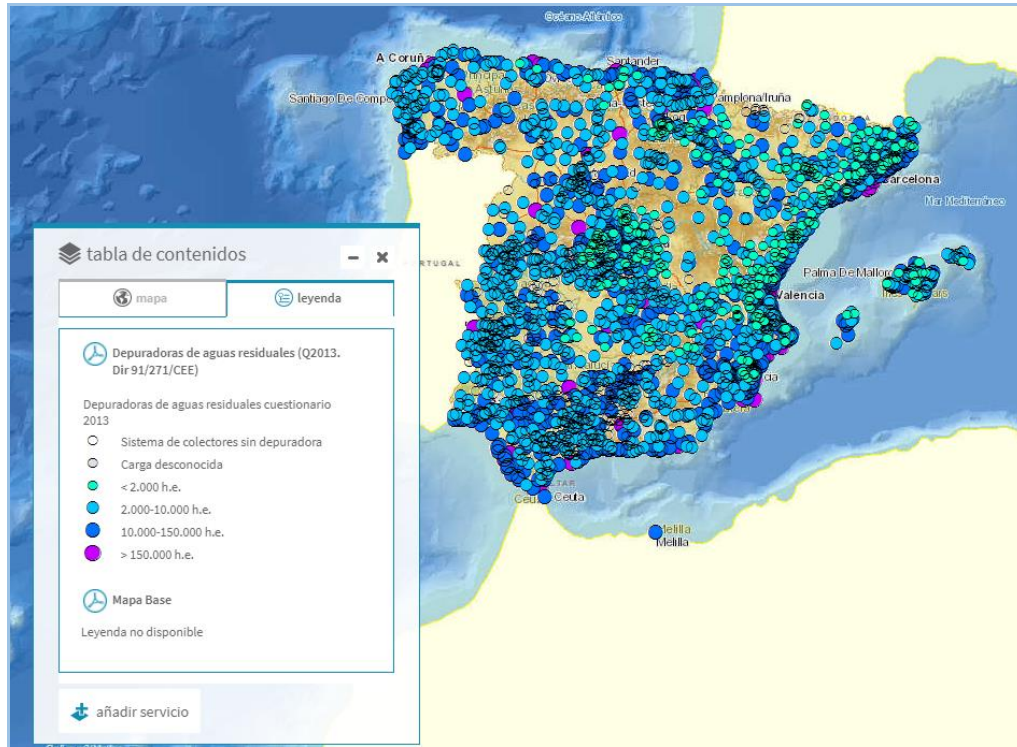 Océano Atlántico
A Coruña
Santander
Santiago De Compo
Pamplona/Iruña
Barcelona
Mar Mediterráneo
PORTUGAL
Palma De Mallor
Valencia
Ceuta
Melilla
Melilla
tabla de contenidos
mapa
leyenda
Depuradoras de aguas residuales (Q2013.
Dir 91/271/CEE)
Depuradoras de aguas residuales cuestionario
2013
Sistema de colectores sin depuradora
Carga desconocida
< 2.000 h.e.
2.000-10.000 h.e.
10.000-150.000 h.e.
> 150.000 h.e.
Mapa Base
Leyenda no disponible
añadir servicio